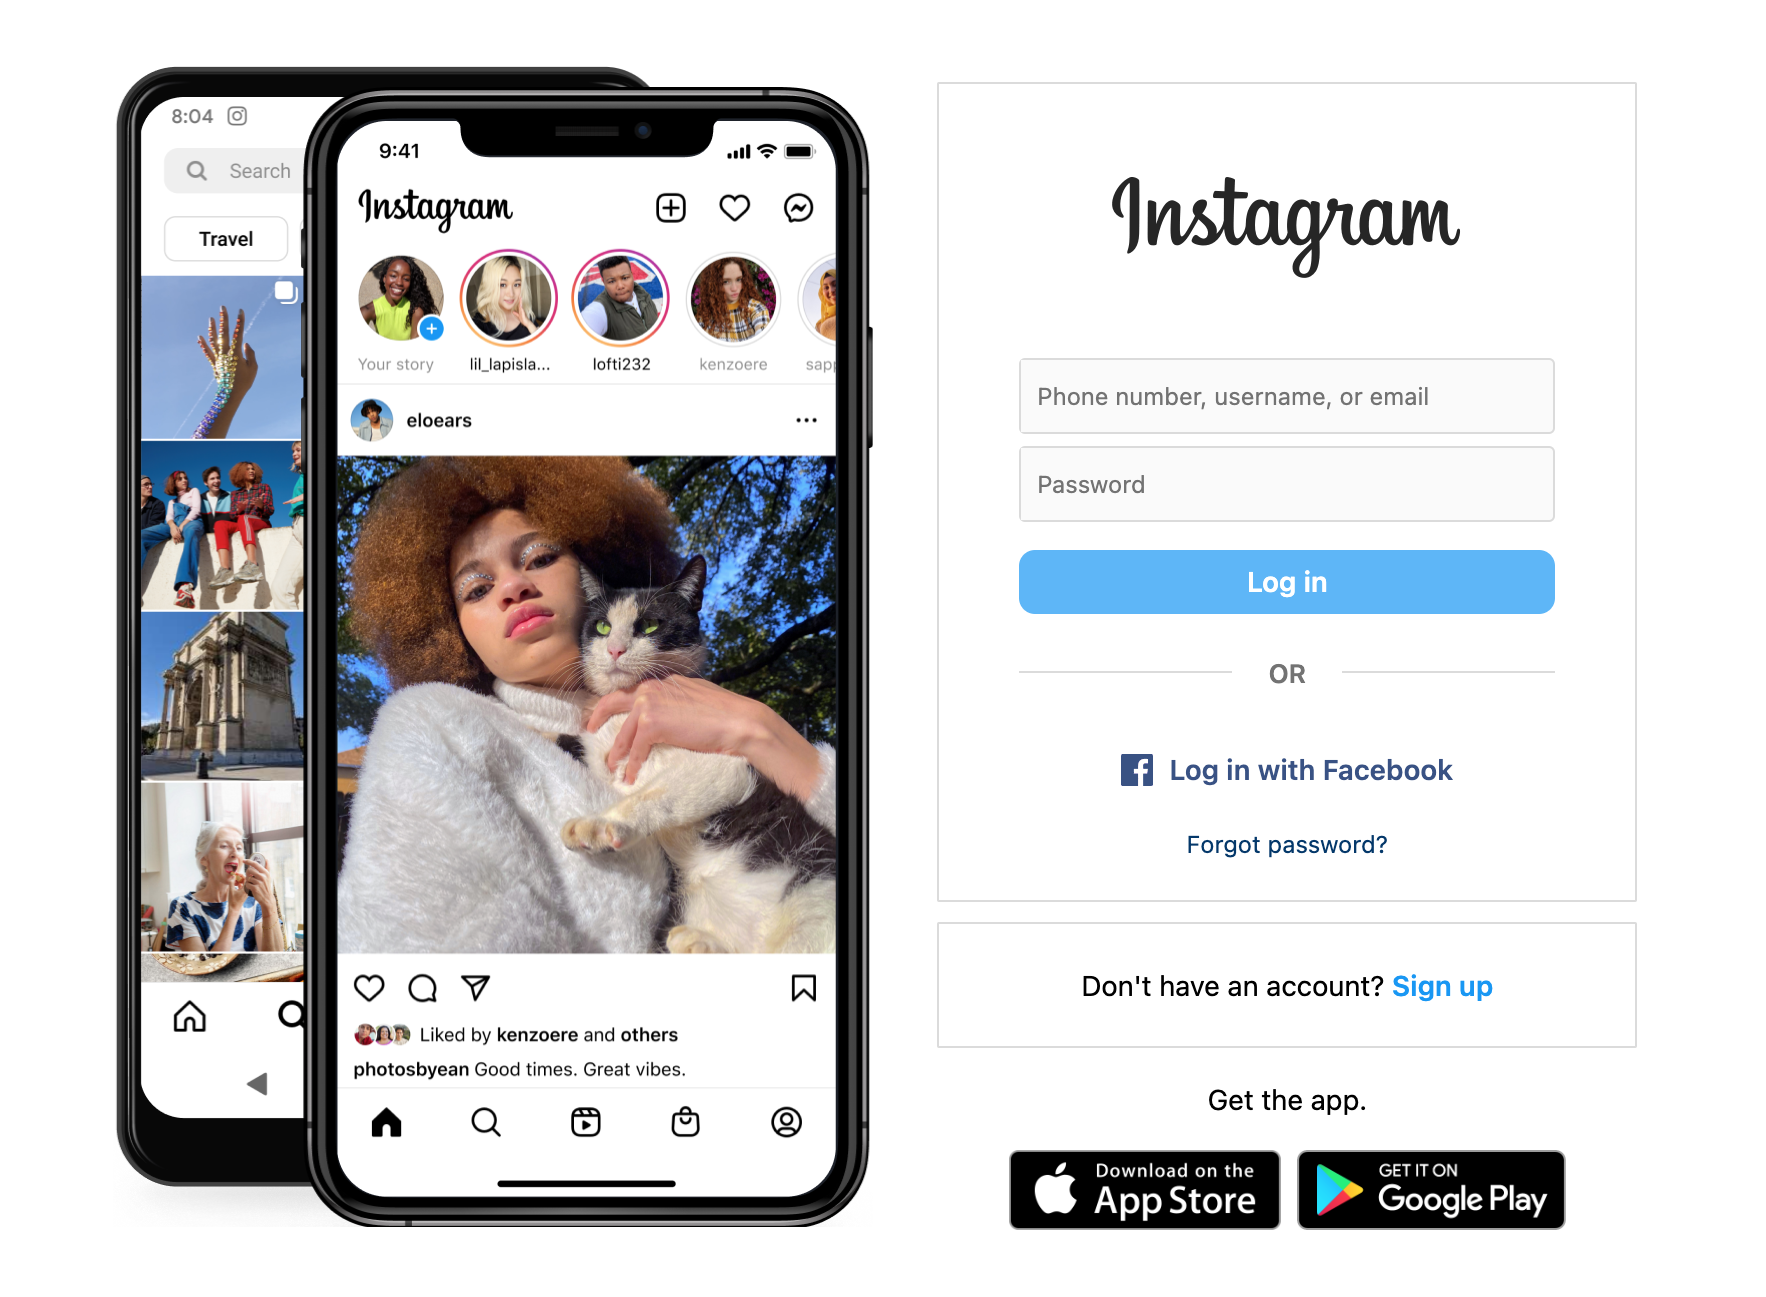 8:04
Search
Travel
9:41
Instagram
Your story
lil_lapisla...
lofti232
kenzoere
sapp
eloears
Liked by kenzoere and others
photosbyean Good times. Great vibes.
Instagram
Phone number, username, or email
Password
Log in
OR
Log in with Facebook
Forgot password?
Don't have an account? Sign up
Get the app.
Download on the
App Store
GET IT ON
Google Play